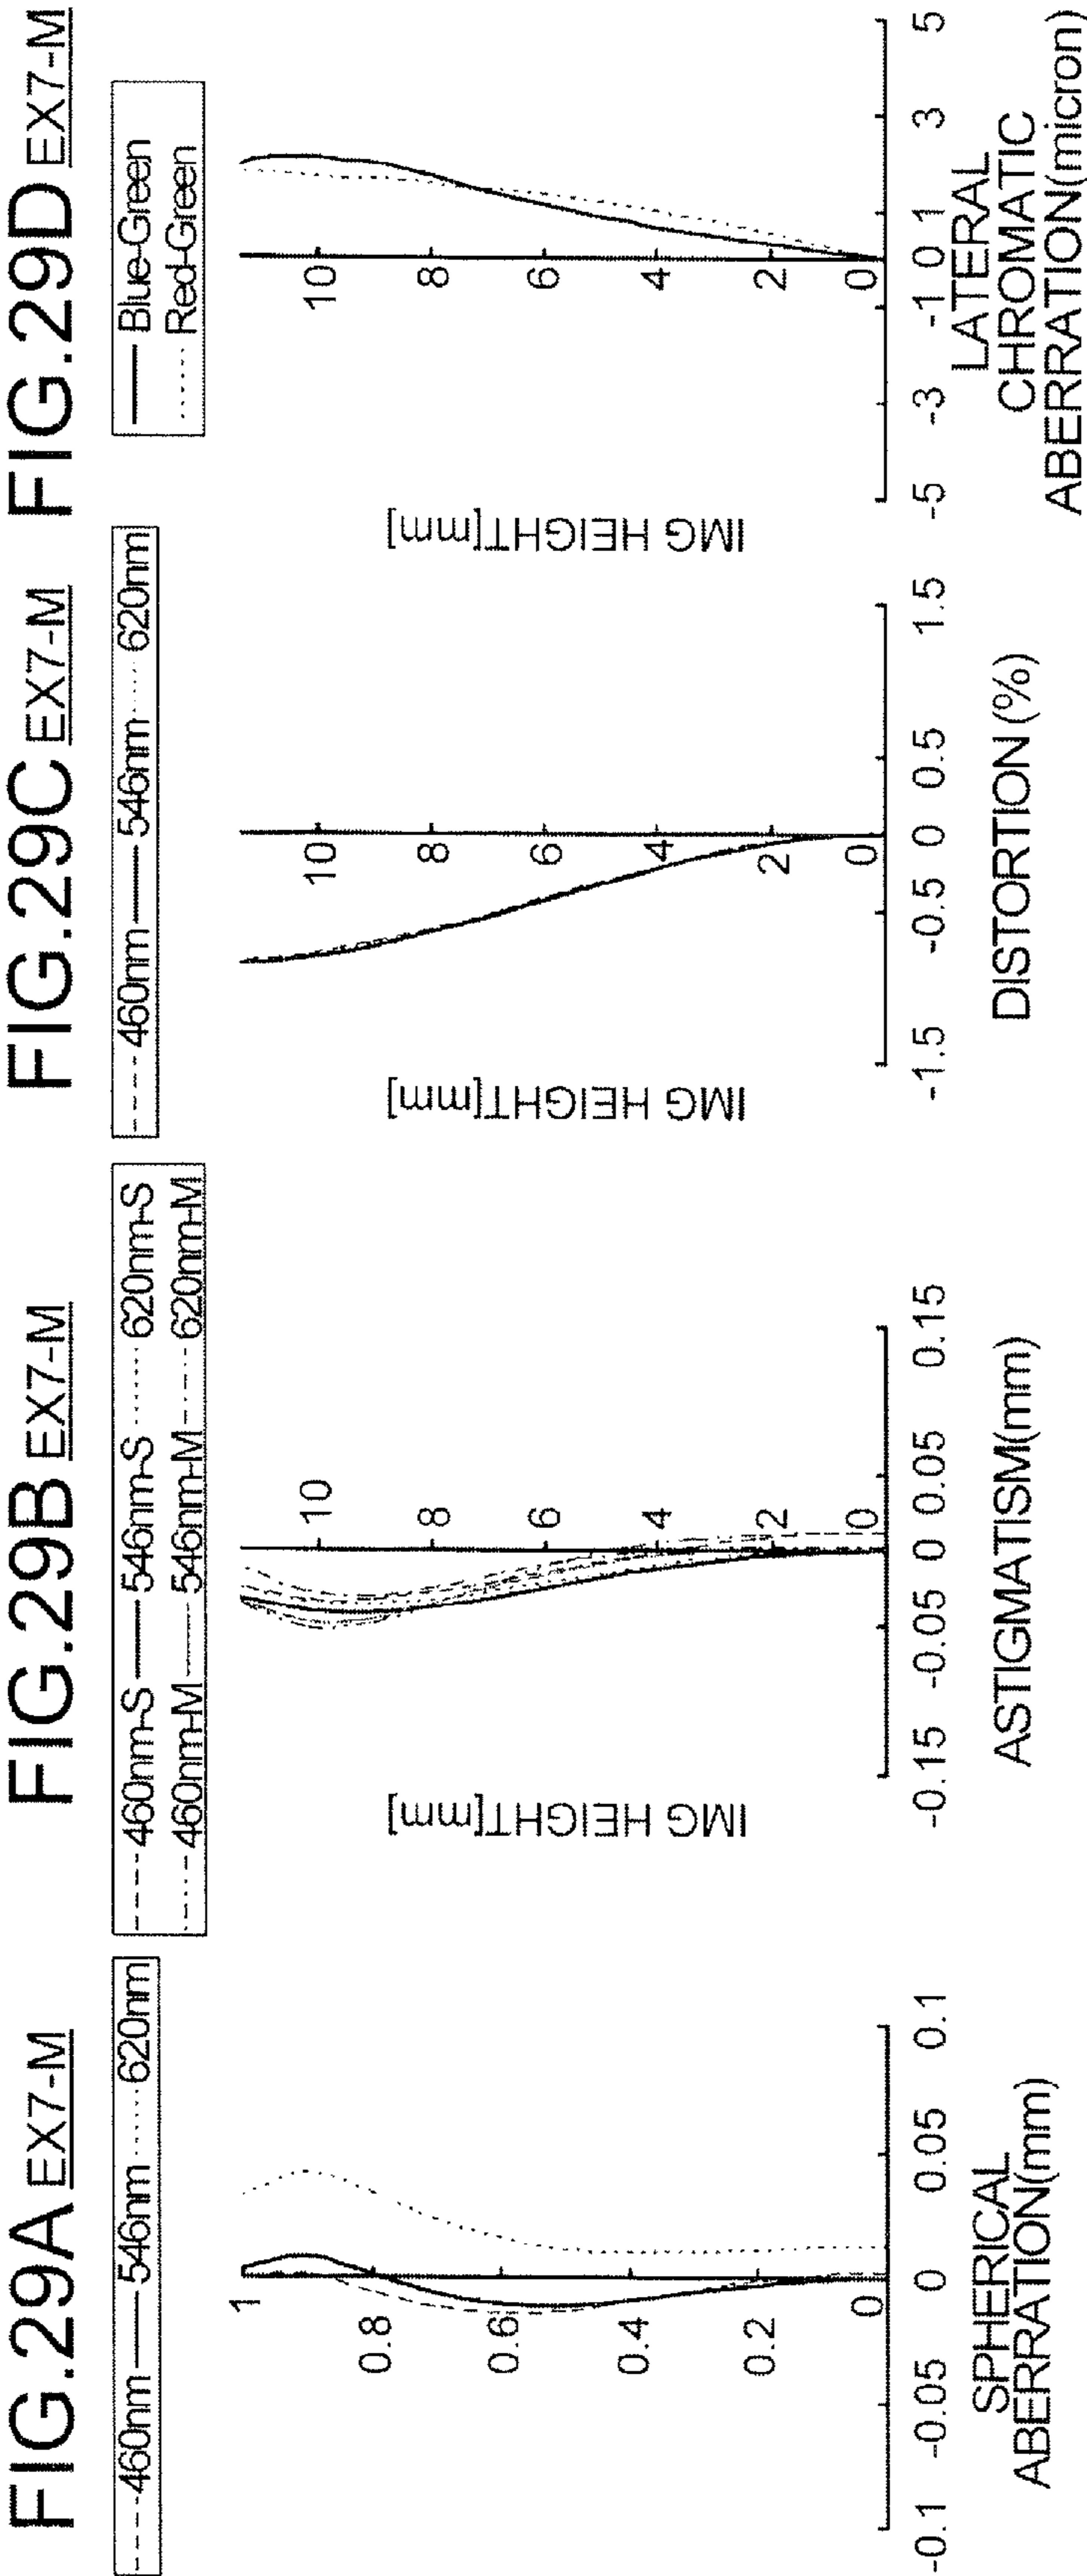 FIG.29A EX7-M
--- 460nm — 546nm ······ 620nm
1
0.8
0.6
0.4
0.2
0
-0.1 -0.05 0 0.05 0.1
SPHERICAL
ABERRATION(mm)
FIG.29B EX7-M
--- 460nm-S — 546nm-S ······ 620nm-S
-·-· 460nm-M — 546nm-M -·-· 620nm-M
IMG HEIGHT[mm]
10
8
6
4
2
0
-0.15 -0.05 0 0.05 0.15
ASTIGMATISM(mm)
FIG.29C EX7-M
--- 460nm — 546nm ······ 620nm
IMG HEIGHT[mm]
10
8
6
4
2
0
-1.5 -0.5 0 0.5 1.5
DISTORTION (%)
FIG.29D EX7-M
— Blue-Green
······ Red-Green
IMG HEIGHT[mm]
10
8
6
4
2
0
-5 -3 -1 0 1 3 5
LATERAL
CHROMATIC
ABERRATION(micron)